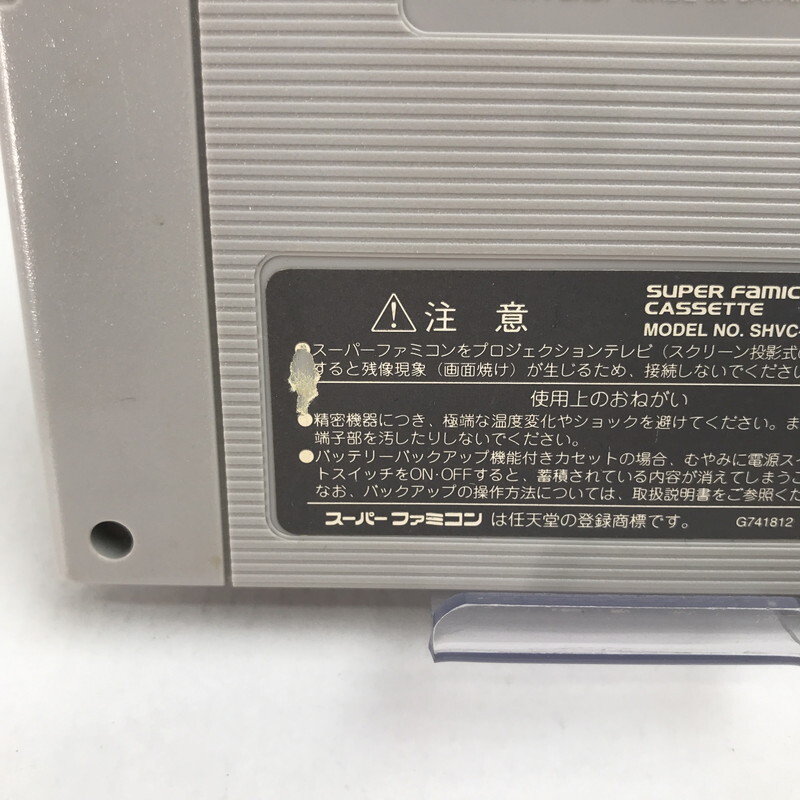 ⚠注 意
SUPER FAMIC
CASSETTE
MODEL NO. SHVC-
●スーパーファミコンをプロジェクションテレビ（スクリーン投影式の
すると残像現象（画面焼け）が生じるため、接続しないでくださ
使用上のおねがい
●精密機器につき、極端な温度変化やショックを避けてください。ま
端子部を汚したりしないでください。
●バッテリーバックアップ機能付きカセットの場合、むやみに電源スイ
トスイッチをON・OFFすると、蓄積されている内容が消えてしまうこ
なお、バックアップの操作方法については、取扱説明書をご参照くだ
スーパーファミコン は任天堂の登録商標です。
G741812